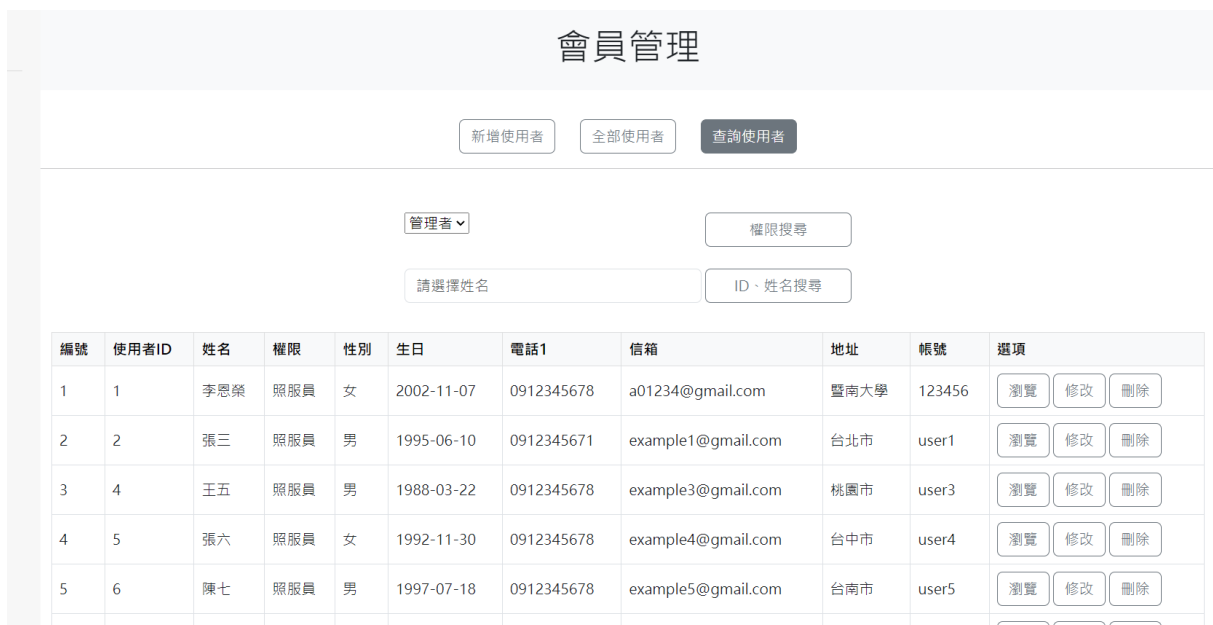 會員管理
新增使用者 全部使用者 查詢使用者
管理者 權限搜尋
請選擇姓名 ID、姓名搜尋
編號 使用者ID 姓名 權限 性別 生日 電話1 信箱 地址 帳號 選項
1 1 李恩榮 照服員 女 2002-11-07 0912345678 a01234@gmail.com 暨南大學 123456 瀏覽 修改 刪除
2 2 張三 照服員 男 1995-06-10 0912345671 example1@gmail.com 台北市 user1 瀏覽 修改 刪除
3 4 王五 照服員 男 1988-03-22 0912345678 example3@gmail.com 桃園市 user3 瀏覽 修改 刪除
4 5 張六 照服員 女 1992-11-30 0912345678 example4@gmail.com 台中市 user4 瀏覽 修改 刪除
5 6 陳七 照服員 男 1997-07-18 0912345678 example5@gmail.com 台南市 user5 瀏覽 修改 刪除